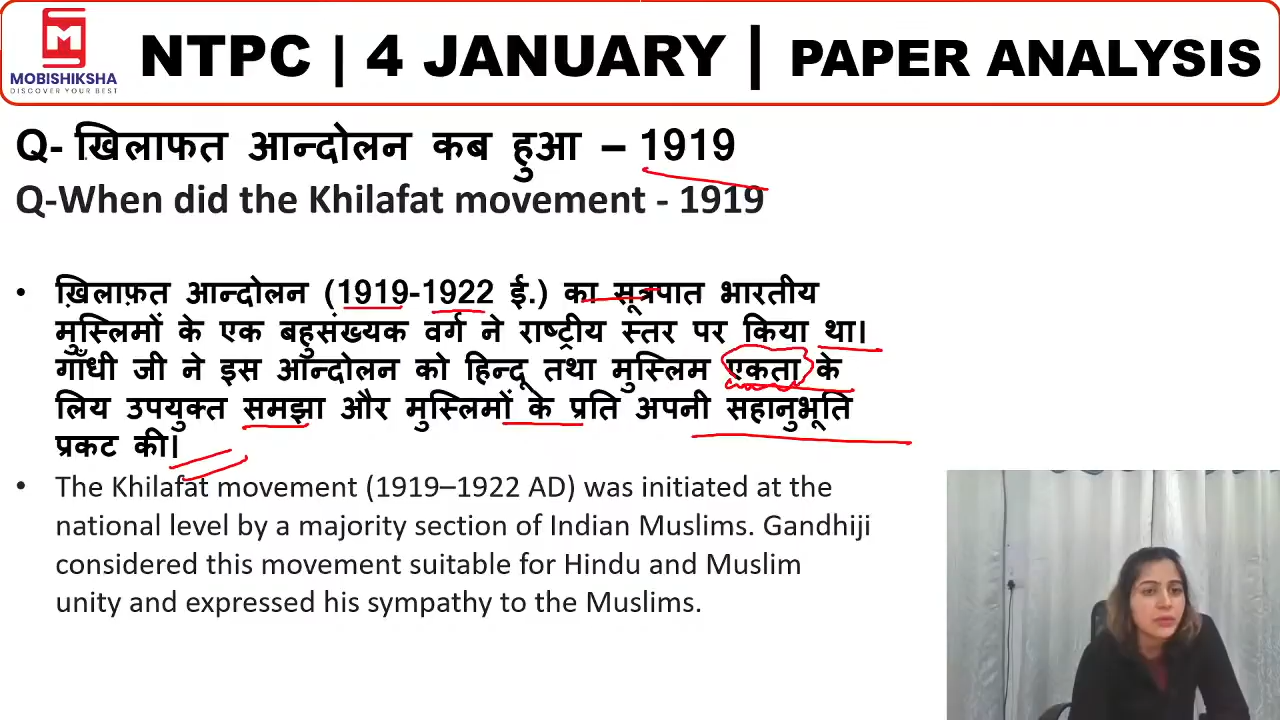 M
MOBISHIKSHA
DISCOVER YOUR BEST
NTPC | 4 JANUARY | PAPER ANALYSIS
Q- खिलाफत आन्दोलन कब हुआ – 1919
Q-When did the Khilafat movement - 1919
• ख़िलाफ़त आन्दोलन (1919-1922 ई.) का सूत्रपात भारतीय
मुस्लिमों के एक बहुसंख्यक वर्ग ने राष्ट्रीय स्तर पर किया था।
गाँधी जी ने इस आन्दोलन को हिन्दू तथा मुस्लिम एकता के
लिय उपयुक्त समझा और मुस्लिमों के प्रति अपनी सहानुभूति
प्रकट की।
• The Khilafat movement (1919–1922 AD) was initiated at the
national level by a majority section of Indian Muslims. Gandhiji
considered this movement suitable for Hindu and Muslim
unity and expressed his sympathy to the Muslims.